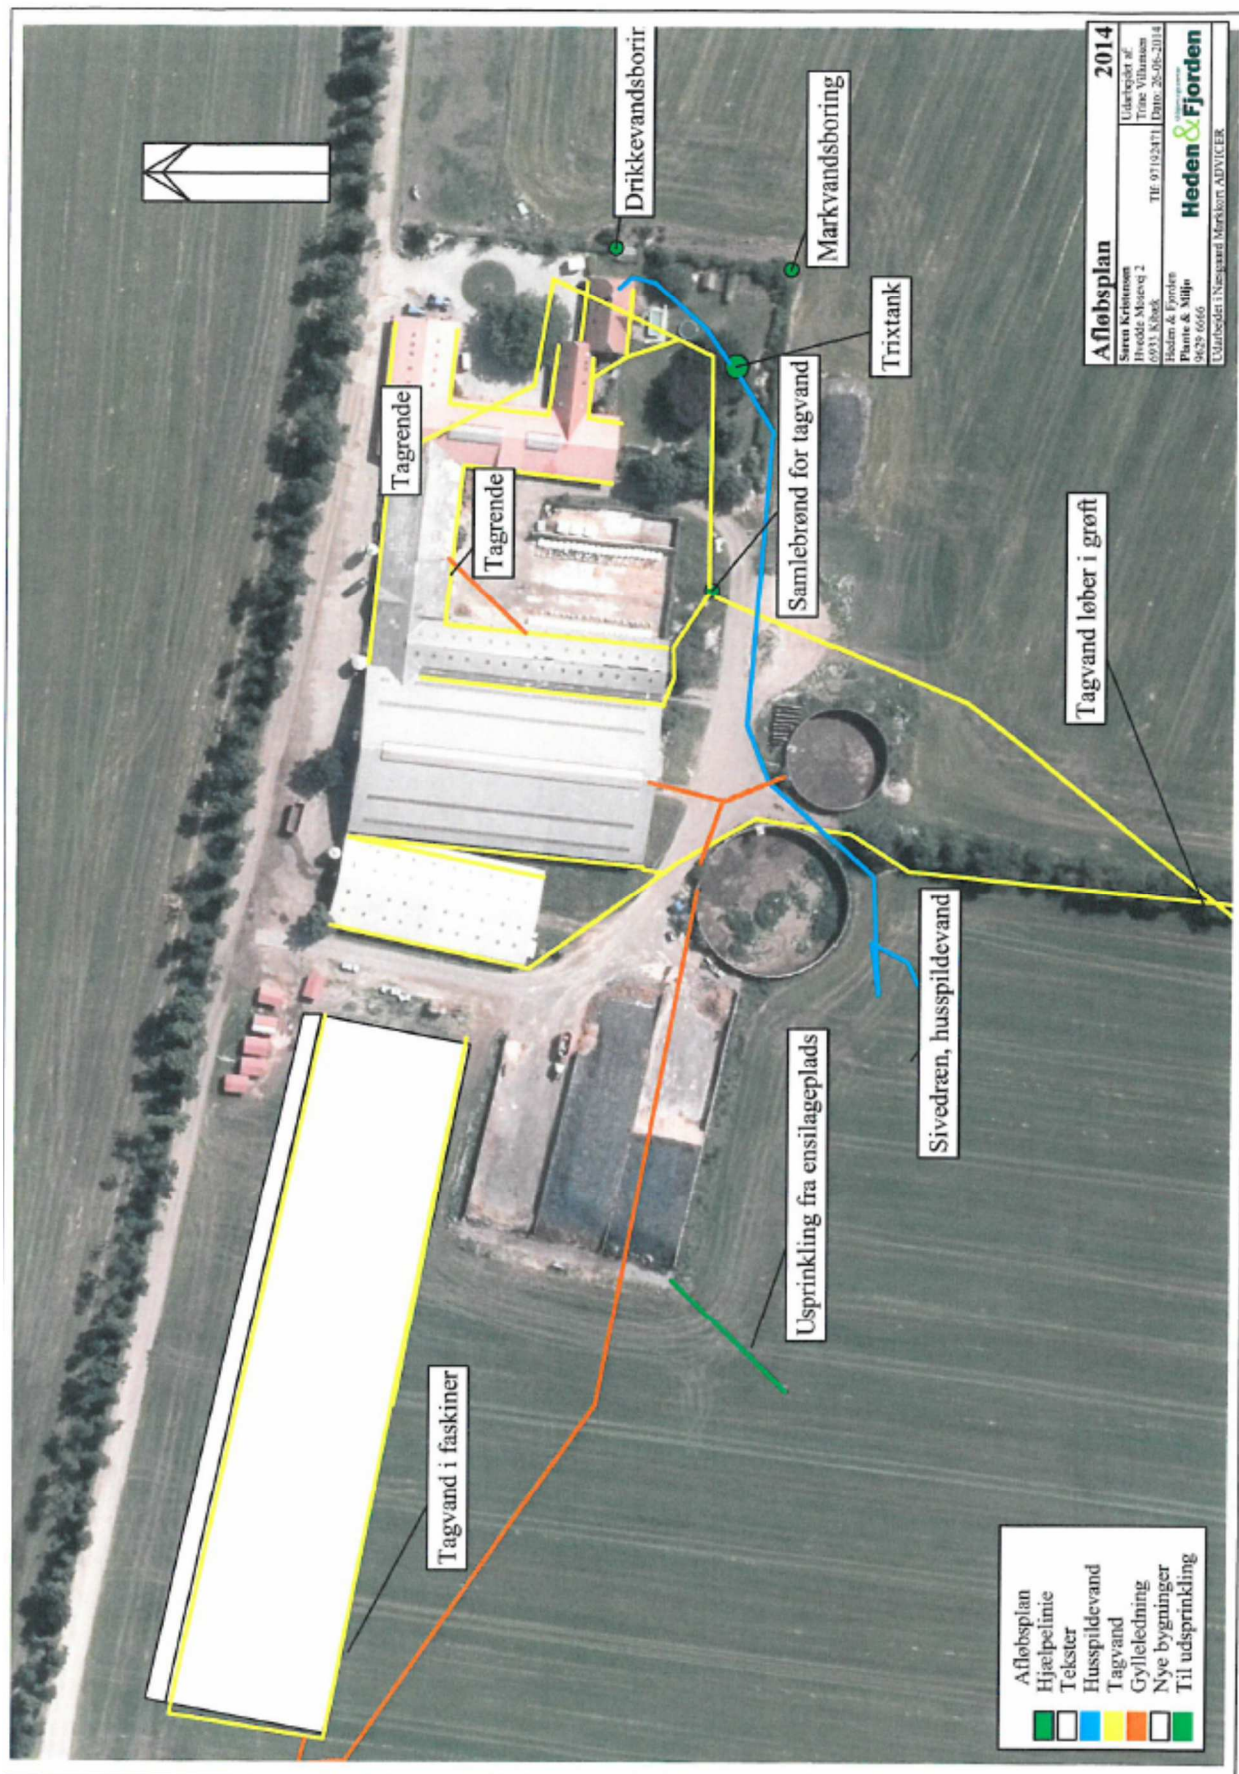 Afløbsplan 2014
Søren Kristensen
Hvedde Mosevej 2
6933 Kibæk Tlf: 97192471
Udarbejdet af:
Trine Villumsen
Dato: 26-06-2014
Heden & Fjorden
Plante & Miljø
9629 6666
Heden & Fjorden
Udarbejdet i Næsgaard Markkort ADVICER
Drikkevandsborir
Markvandsboring
Trixtank
Tagrende
Tagrende
Samlebrønd for tagvand
Tagvand løber i grøft
Sivedræn, husspildevand
Usprinkling fra ensilageplads
Tagvand i faskiner
Afløbsplan
Hjælpelinie
Tekster
Husspildevand
Tagvand
Gylleledning
Nye bygninger
Til udsprinkling